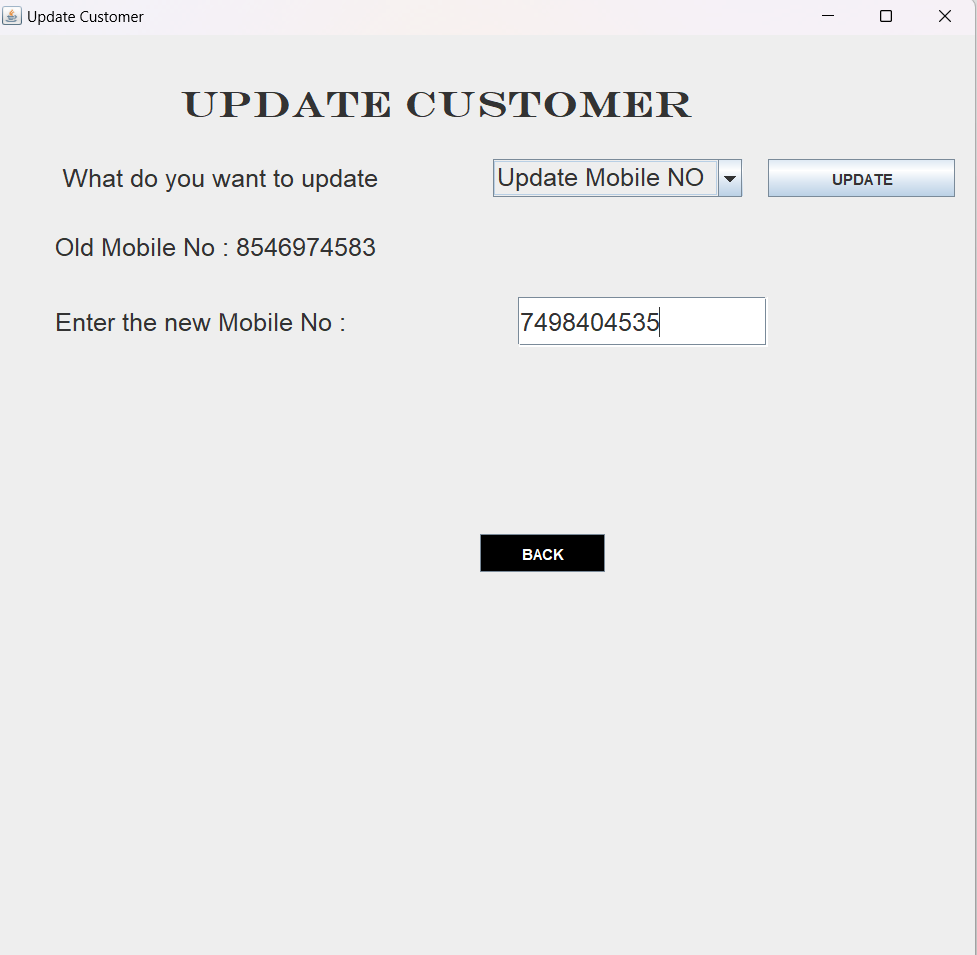 Update Customer
UPDATE CUSTOMER
What do you want to update Update Mobile NO UPDATE
Old Mobile No : 8546974583
Enter the new Mobile No : 7498404535
BACK